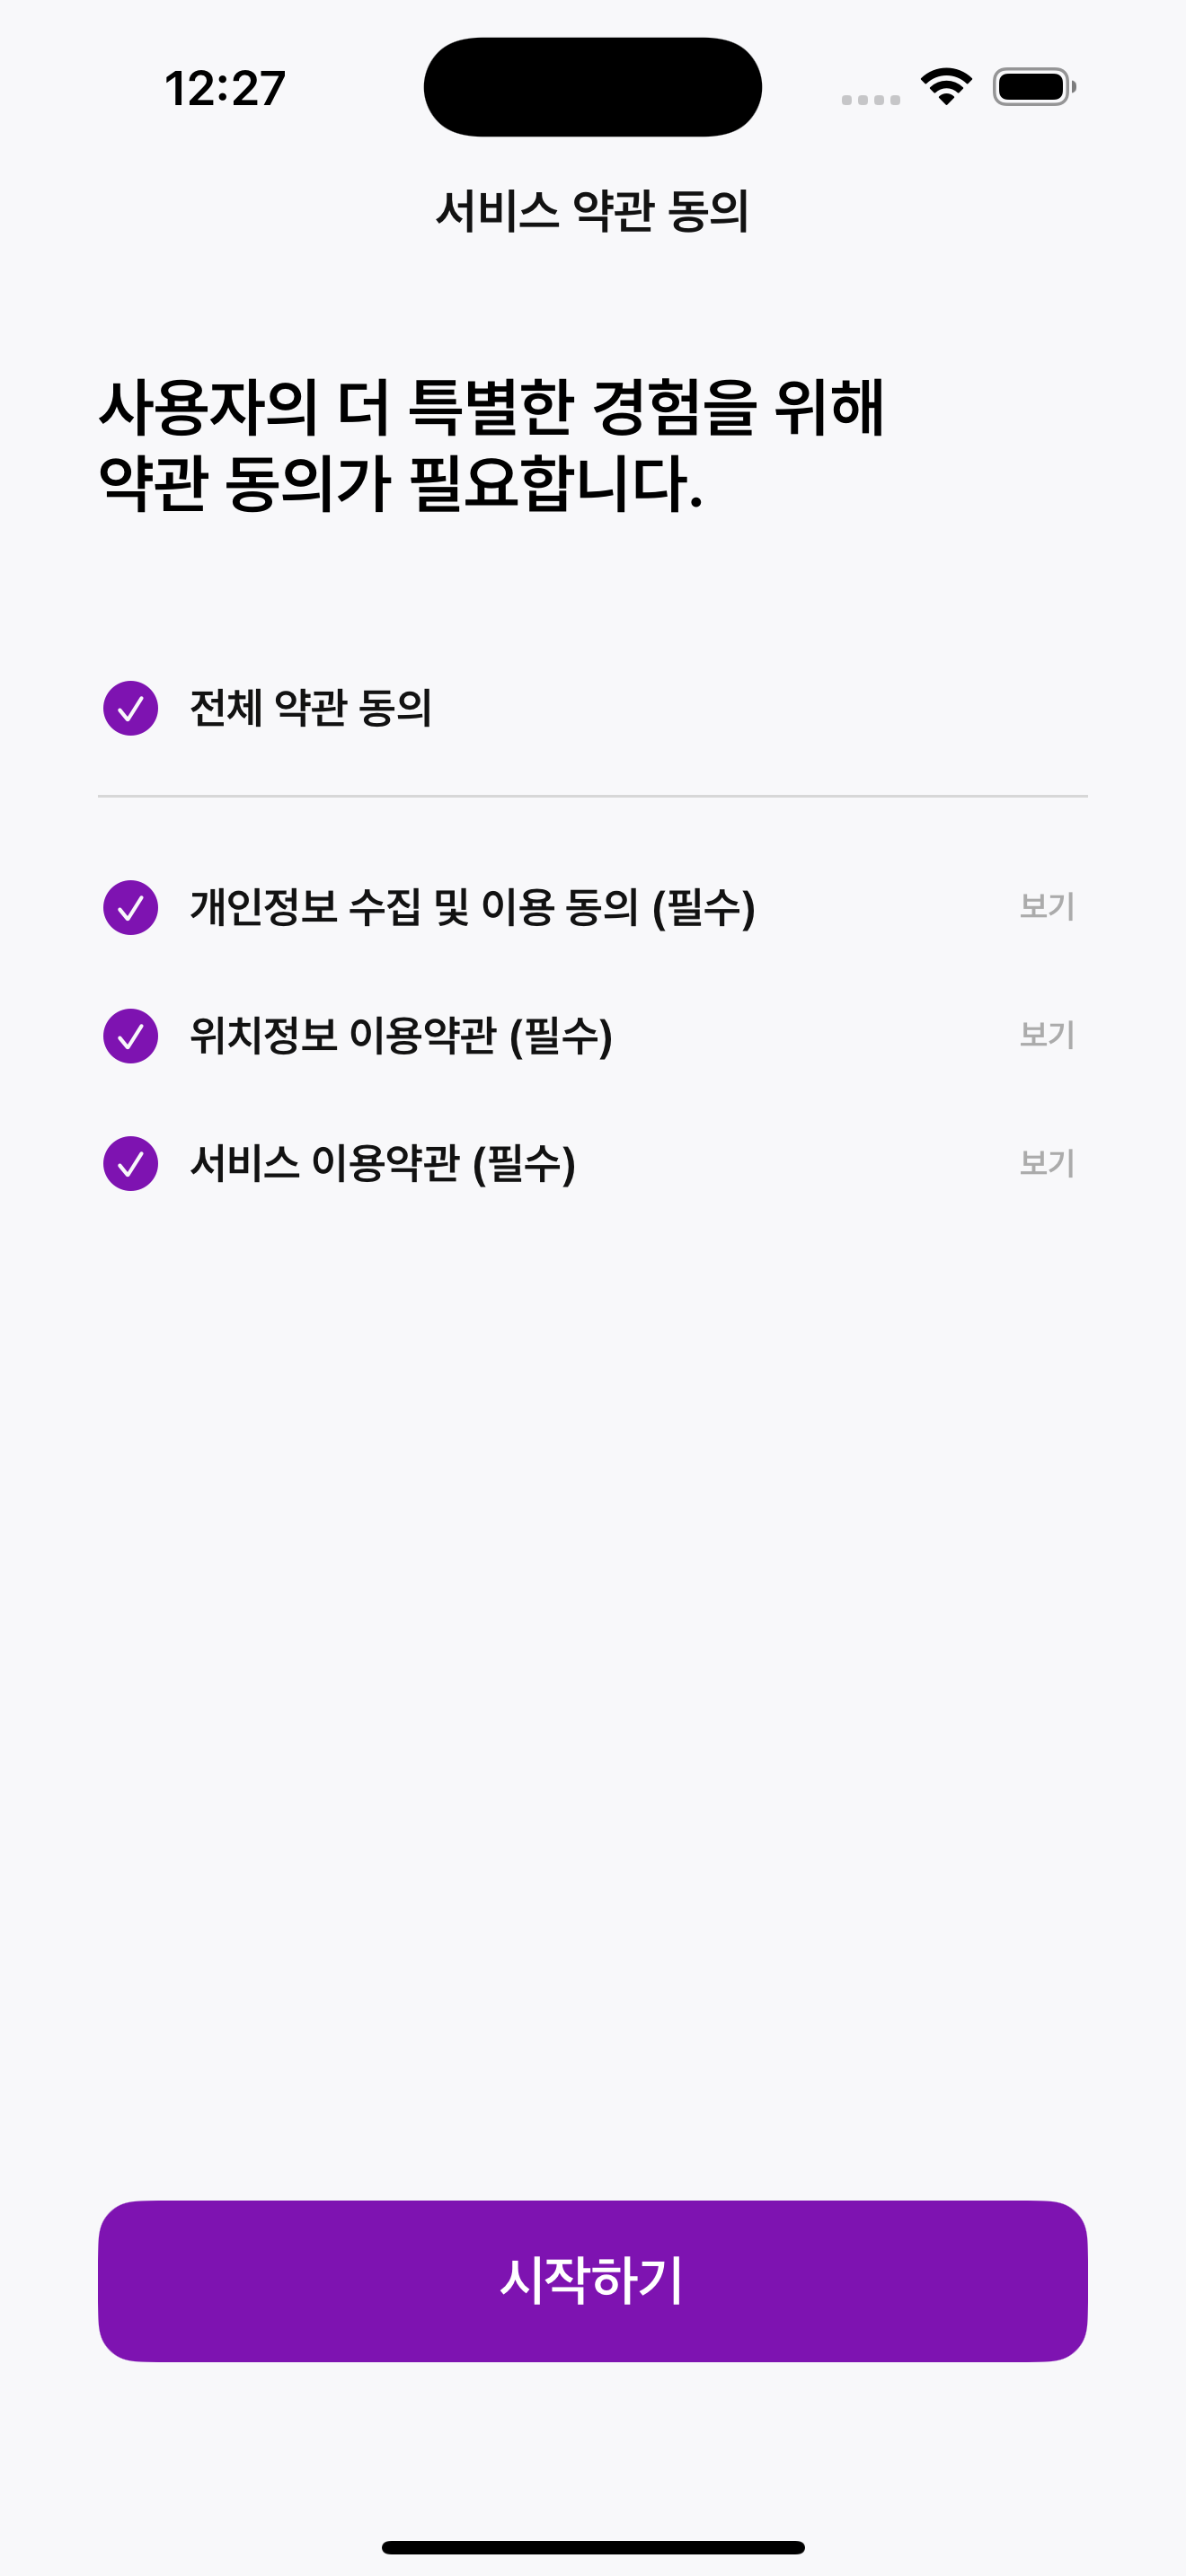 12:27
서비스 약관 동의
사용자의 더 특별한 경험을 위해
약관 동의가 필요합니다.
전체 약관 동의
개인정보 수집 및 이용 동의 (필수) 보기
위치정보 이용약관 (필수) 보기
서비스 이용약관 (필수) 보기
시작하기